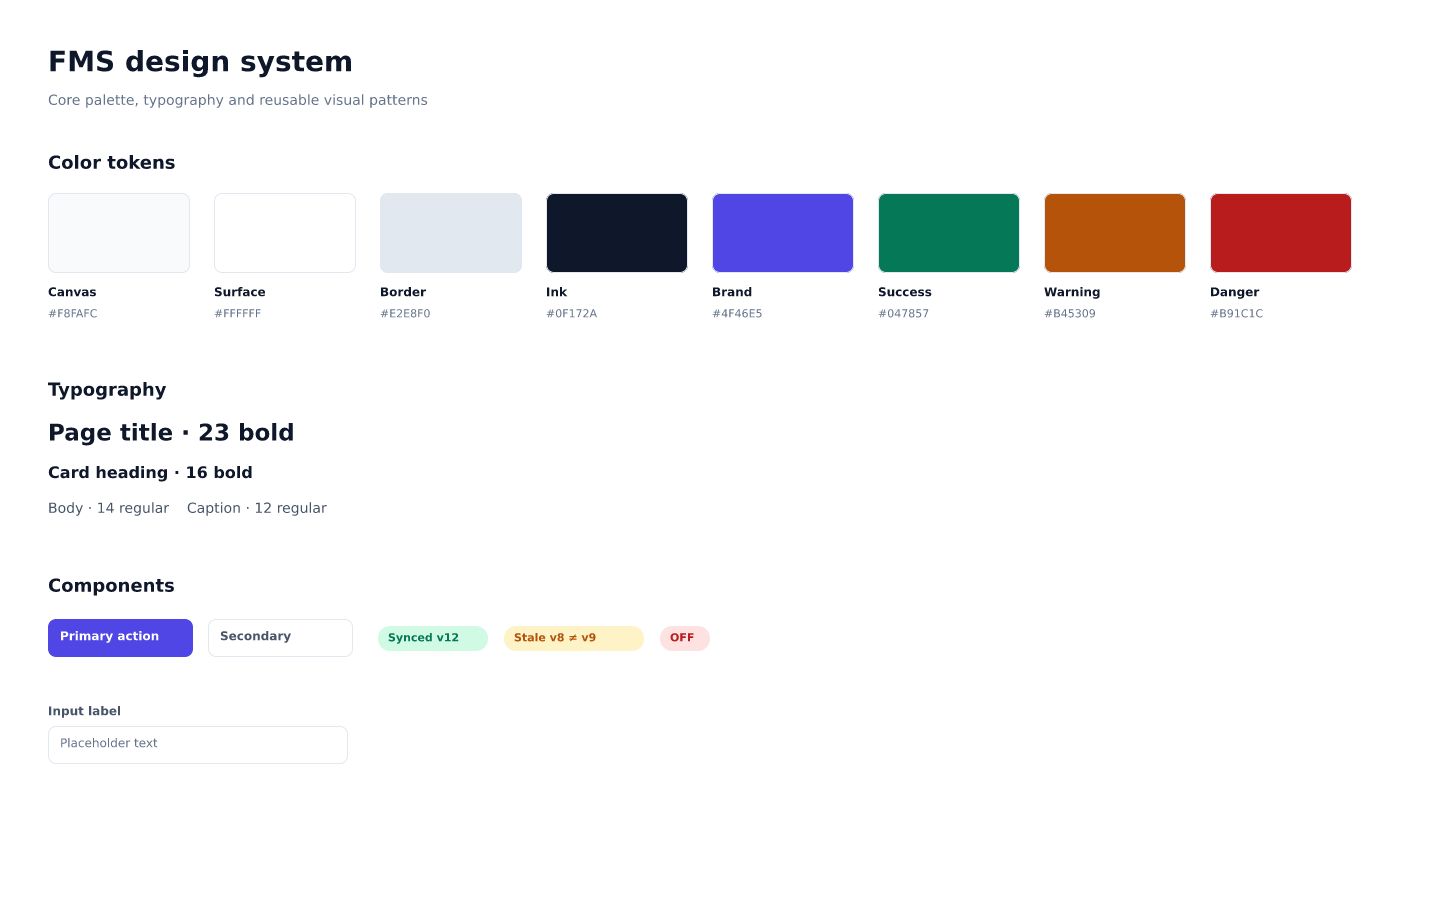 FMS design system
Core palette, typography and reusable visual patterns
Color tokens
Canvas
#F8FAFC
Surface
#FFFFFF
Border
#E2E8F0
Ink
#0F172A
Brand
#4F46E5
Success
#047857
Warning
#B45309
Danger
#B91C1C
Typography
Page title · 23 bold
Card heading · 16 bold
Body · 14 regular Caption · 12 regular
Components
Primary action
Secondary
Synced v12
Stale v8 ≠ v9
OFF
Input label
Placeholder text